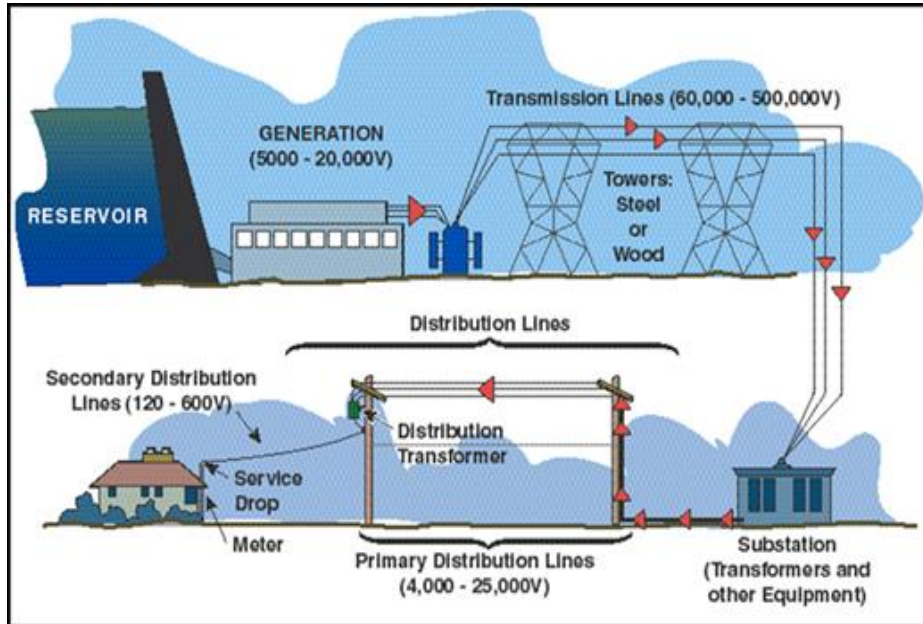 Transmission Lines (60,000 - 500,000V)
GENERATION
(5000 - 20,000V)
RESERVOIR
Towers:
Steel
or
Wood
Distribution Lines
Secondary Distribution
Lines (120 - 600V)
Distribution
Transformer
Service
Drop
Meter
Primary Distribution Lines
(4,000 - 25,000V)
Substation
(Transformers and
other Equipment)